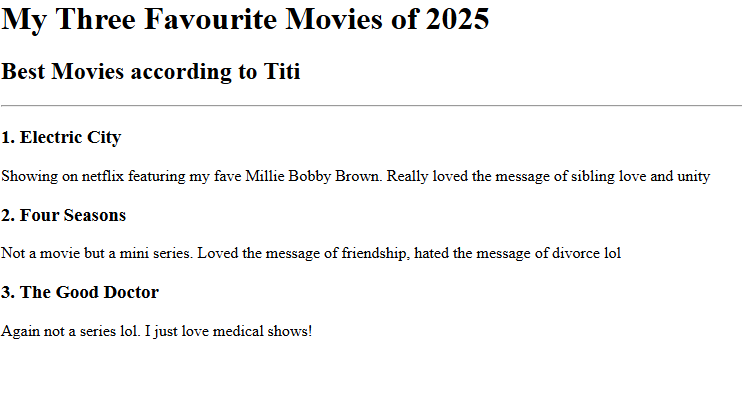 My Three Favourite Movies of 2025
Best Movies according to Titi
1. Electric City
Showing on netflix featuring my fave Millie Bobby Brown. Really loved the message of sibling love and unity
2. Four Seasons
Not a movie but a mini series. Loved the message of friendship, hated the message of divorce lol
3. The Good Doctor
Again not a series lol. I just love medical shows!